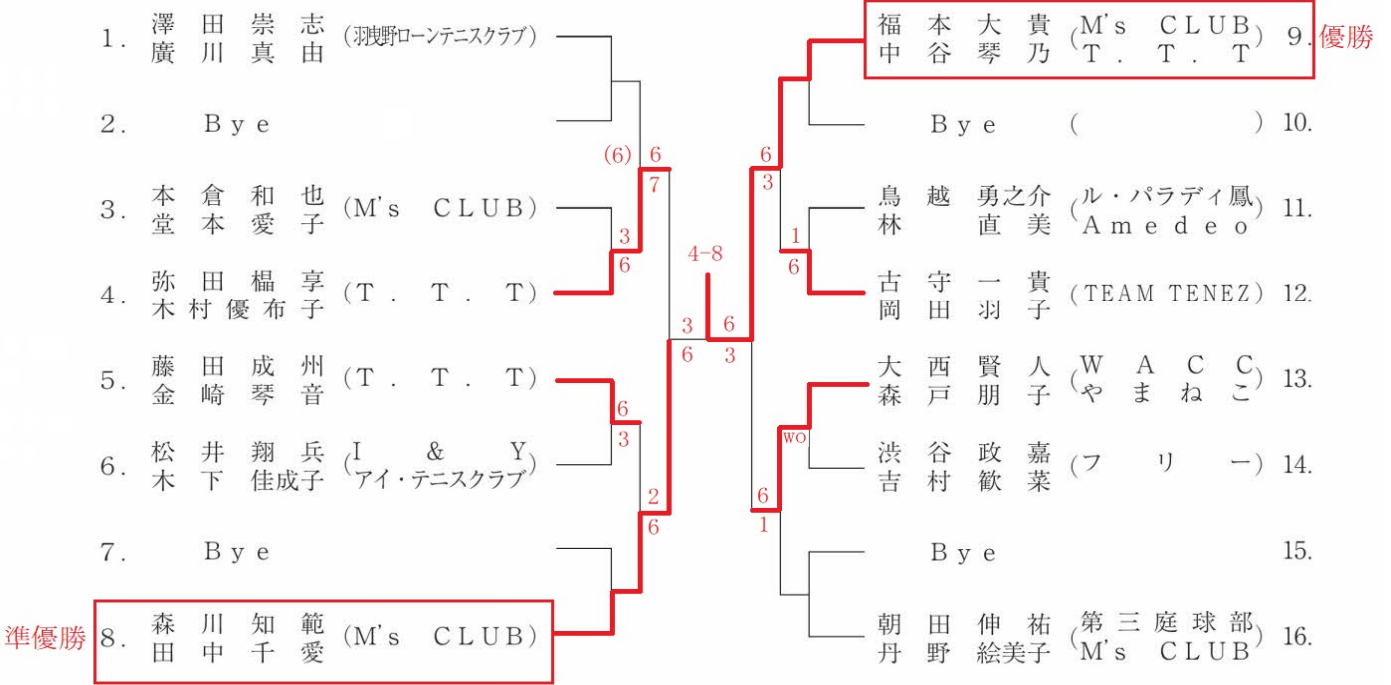 1. 澤田崇志 (羽曳野ローンテニスクラブ)
廣川真由
2. Bye
(6) 6
7
3. 本倉和也 (M's CLUB)
堂本愛子
3
6
4. 弥田榀享 (T.T.T)
木村優布子
3
6
5. 藤田成州 (T.T.T)
金崎琴音
6
3
6. 松井翔兵 (I & Y
木下佳成子 アイ・テニスクラブ)
2
6
7. Bye
準優勝 8. 森川知範 (M's CLUB)
田中千愛
4-8
福本大貴 (M's CLUB) 9. 優勝
中谷琴乃 T.T.T
Bye ( ) 10.
6
3
鳥越勇之介 (ル・パラディ鳳) 11.
林直美 Amedeo
1
6
古守一貴 (TEAM TENEZ) 12.
岡田羽子
6
3
大西賢人 (WACC) 13.
森戸朋子 やまねこ
wo
渋谷政嘉 (フリー) 14.
吉村歓菜
6
1
Bye 15.
朝田伸祐 (第三庭球部) 16.
丹野絵美子 M's CLUB